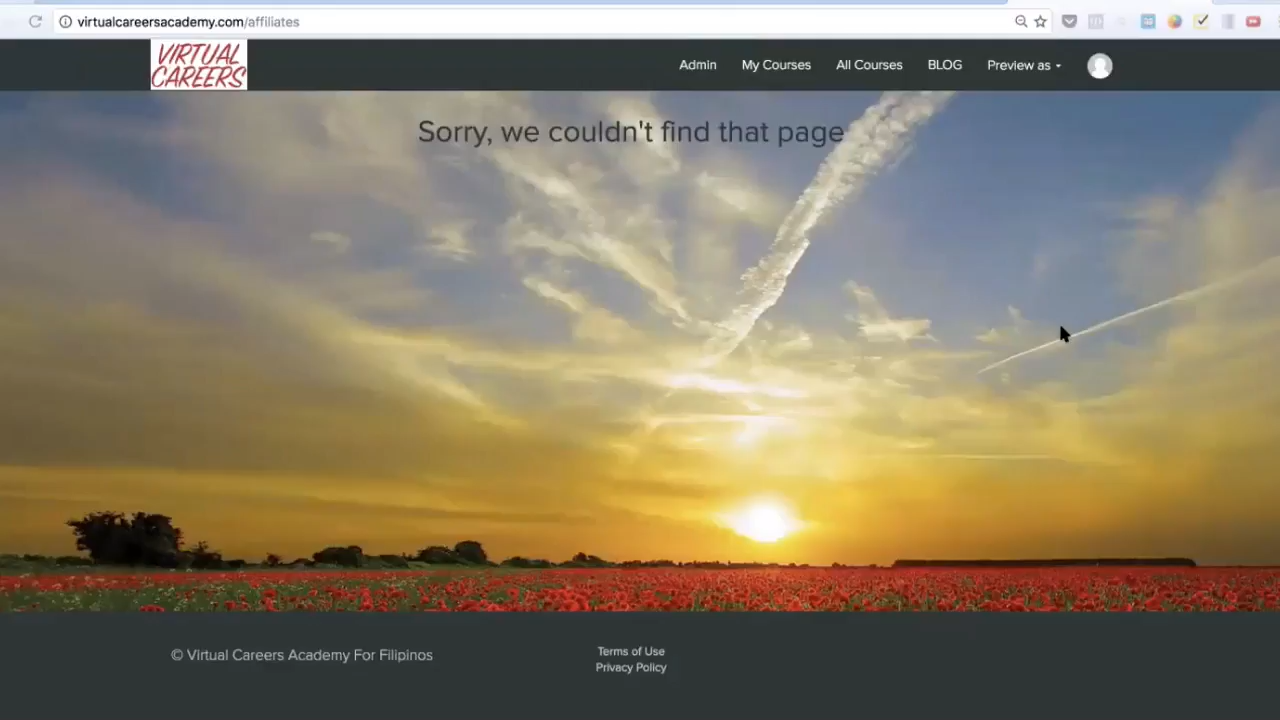 virtualcareersacademy.com/affiliates
VIRTUAL
CAREERS
Admin My Courses All Courses BLOG Preview as
Sorry, we couldn't find that page
© Virtual Careers Academy For Filipinos
Terms of Use
Privacy Policy